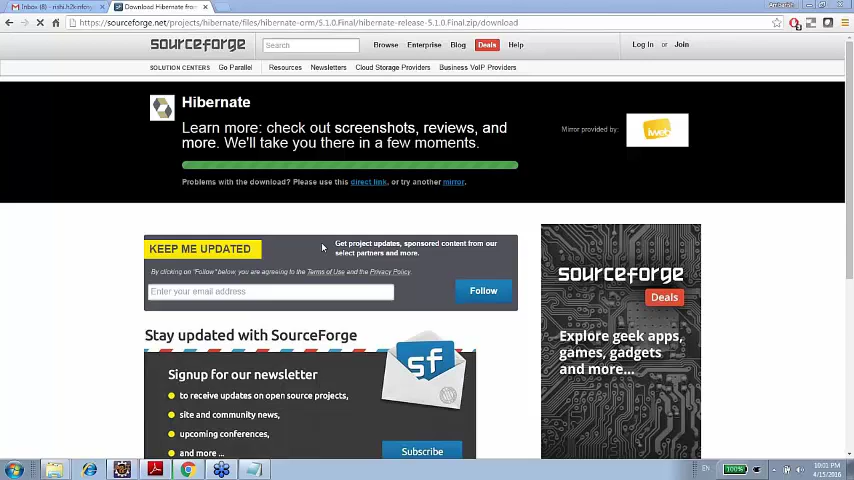 Inbox (8) - rishi.h2kinfosy
Download Hibernate from
https://sourceforge.net/projects/hibernate/files/hibernate-orm/5.1.0.Final/hibernate-release-5.1.0.Final.zip/download
sourceforge
Search
Browse Enterprise Blog Deals Help
Log In or Join
SOLUTION CENTERS Go Parallel Resources Newsletters Cloud Storage Providers Business VoIP Providers
Hibernate
Learn more: check out screenshots, reviews, and
more. We'll take you there in a few moments.
Mirror provided by:
iweb
Problems with the download? Please use this direct link, or try another mirror.
KEEP ME UPDATED
Get project updates, sponsored content from our
select partners and more.
By clicking on "Follow" below, you are agreeing to the Terms of Use and the Privacy Policy.
Enter your email address
Follow
Stay updated with SourceForge
Signup for our newsletter
to receive updates on open source projects,
site and community news,
upcoming conferences,
and more ...
sf
Subscribe
sourceforge
Deals
Explore geek apps,
games, gadgets
and more...
EN
100%
10:01 PM
4/15/2016